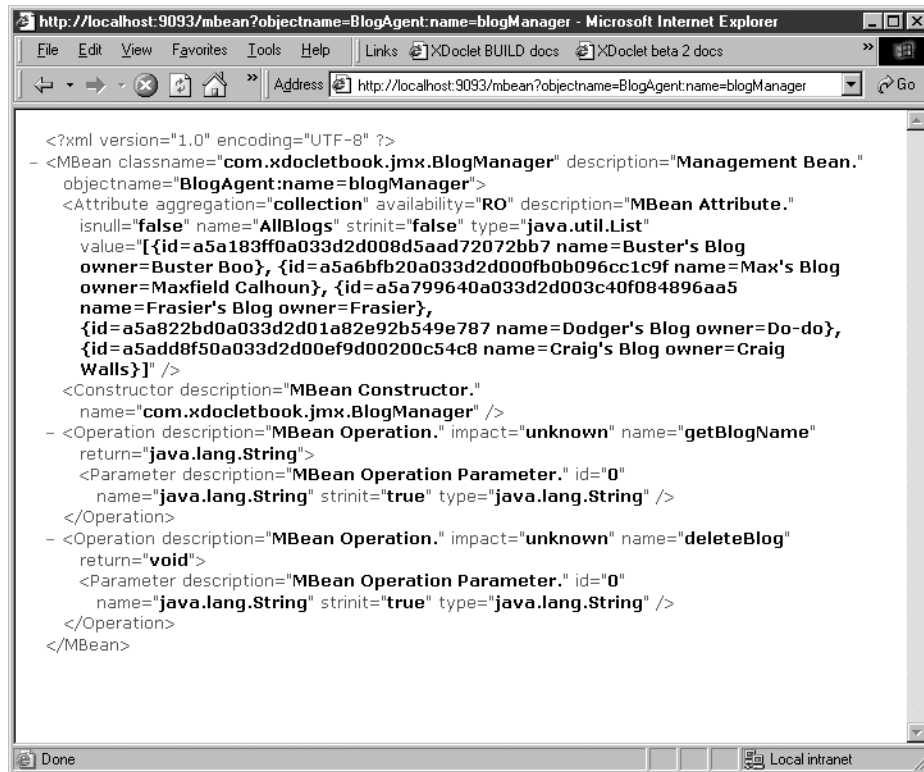 http://localhost:9093/mbean?objectname=BlogAgent:name=blogManager - Microsoft Internet Explorer
File Edit View Favorites Tools Help Links XDoclet BUILD docs XDoclet beta 2 docs »
» Address http://localhost:9093/mbean?objectname=BlogAgent:name=blogManager Go
<?xml version="1.0" encoding="UTF-8" ?>
- <MBean classname="com.xdocletbook.jmx.BlogManager" description="Management Bean."
objectname="BlogAgent:name=blogManager">
<Attribute aggregation="collection" availability="RO" description="MBean Attribute."
isnull="false" name="AllBlogs" strinit="false" type="java.util.List"
value="[{id=a5a183ff0a033d2d008d5aad72072bb7 name=Buster's Blog
owner=Buster Boo}, {id=a5a6bfb20a033d2d000fb0b096cc1c9f name=Max's Blog
owner=Maxfield Calhoun}, {id=a5a799640a033d2d003c40f084896aa5
name=Frasier's Blog owner=Frasier},
{id=a5a822bd0a033d2d01a82e92b549e787 name=Dodger's Blog owner=Do-do},
{id=a5add8f50a033d2d00ef9d00200c54c8 name=Craig's Blog owner=Craig
Walls}]" />
<Constructor description="MBean Constructor."
name="com.xdocletbook.jmx.BlogManager" />
- <Operation description="MBean Operation." impact="unknown" name="getBlogName"
return="java.lang.String">
<Parameter description="MBean Operation Parameter." id="0"
name="java.lang.String" strinit="true" type="java.lang.String" />
</Operation>
- <Operation description="MBean Operation." impact="unknown" name="deleteBlog"
return="void">
<Parameter description="MBean Operation Parameter." id="0"
name="java.lang.String" strinit="true" type="java.lang.String" />
</Operation>
</MBean>
Done Local intranet